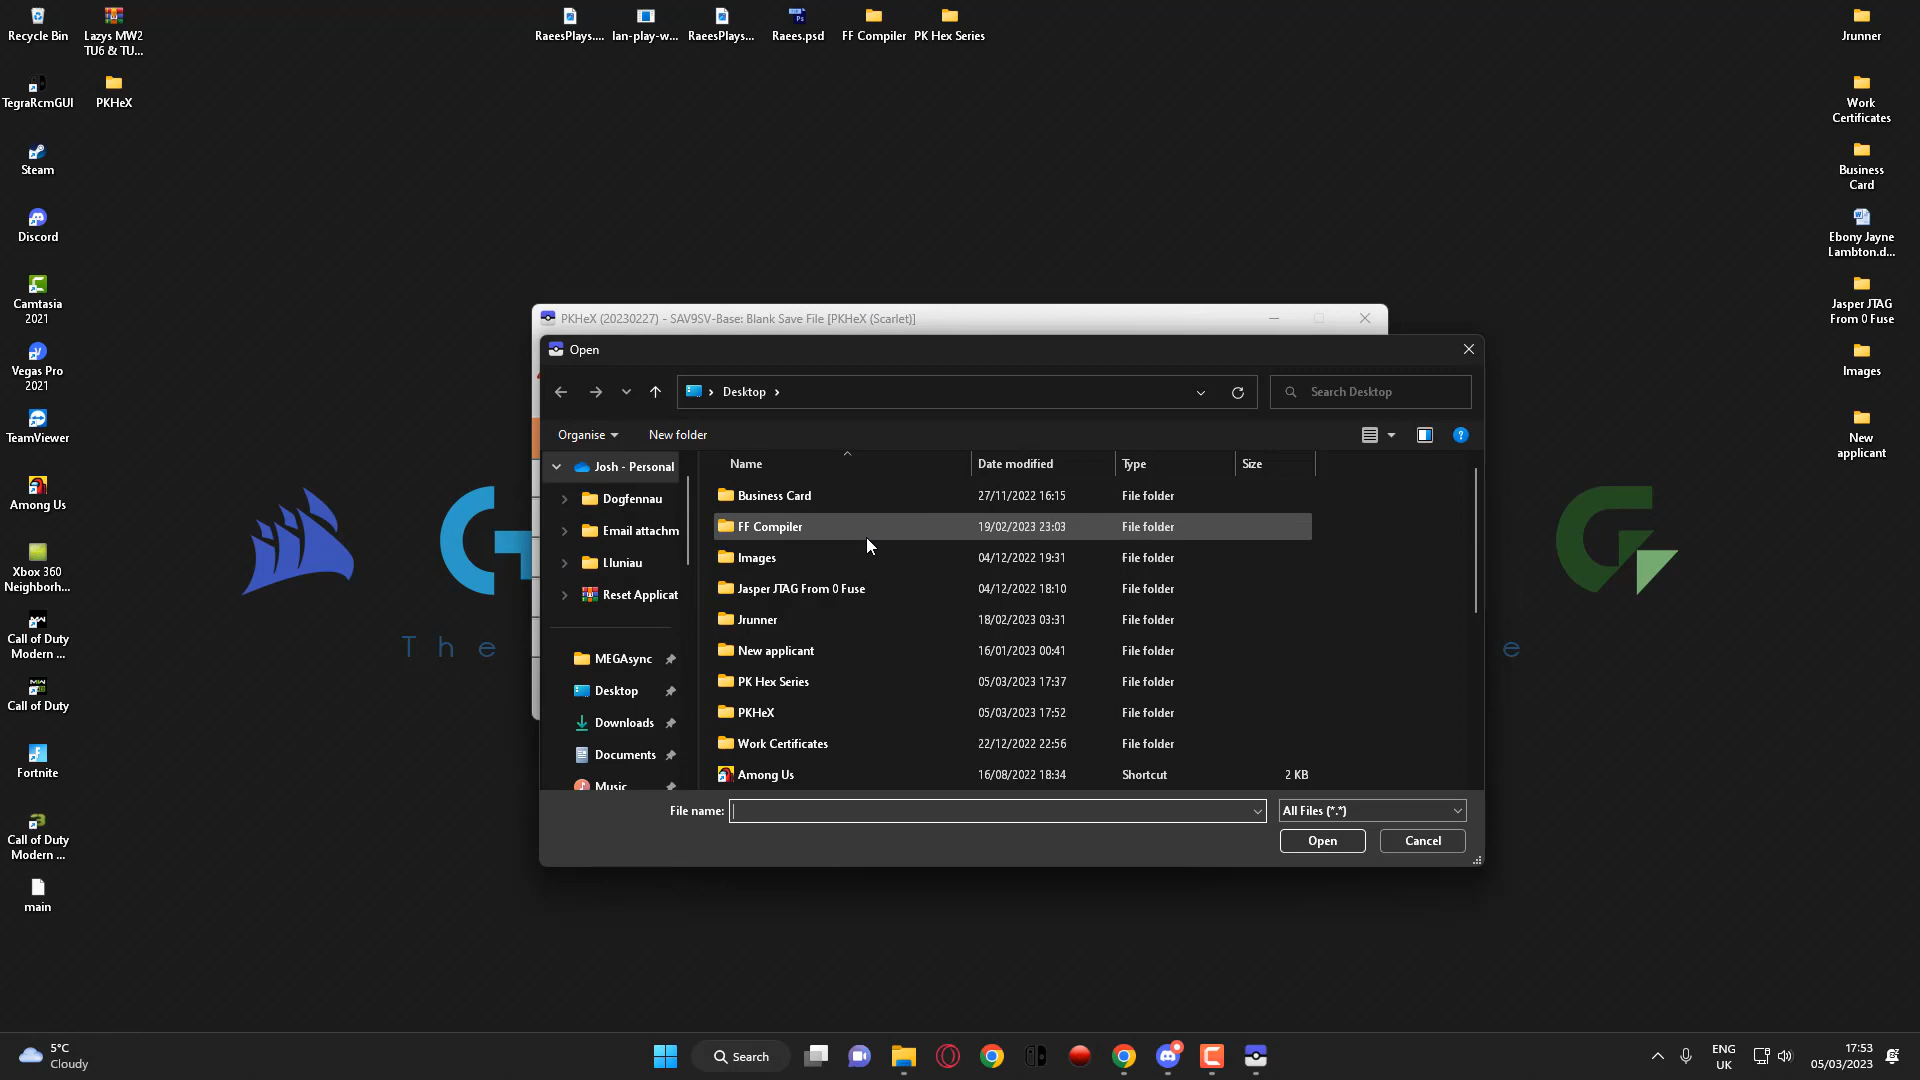 Recycle Bin
Lazys MW2
TU6 & TU...
RaeesPlays....
lan-play-w...
RaeesPlays...
Raees.psd
FF Compiler
PK Hex Series
Jrunner
TegraRcmGUI
PKHeX
Work
Certificates
Steam
Business
Card
Discord
Ebony Jayne
Lambton.d...
Camtasia
2021
Jasper JTAG
From 0 Fuse
Vegas Pro
2021
Images
TeamViewer
New
applicant
Among Us
Xbox 360
Neighborh...
Call of Duty
Modern ...
Call of Duty
Fortnite
Call of Duty
Modern ...
main
PKHeX (20230227) - SAV9SV-Base: Blank Save File [PKHeX (Scarlet)]
Open
Desktop
Search Desktop
Organise
New folder
Josh - Personal
Dogfennau
Email attachm
Lluniau
Reset Applicat
MEGAsync
Desktop
Downloads
Documents
Music
Name Date modified Type Size
Business Card 27/11/2022 16:15 File folder
FF Compiler 19/02/2023 23:03 File folder
Images 04/12/2022 19:31 File folder
Jasper JTAG From 0 Fuse 04/12/2022 18:10 File folder
Jrunner 18/02/2023 03:31 File folder
New applicant 16/01/2023 00:41 File folder
PK Hex Series 05/03/2023 17:37 File folder
PKHeX 05/03/2023 17:52 File folder
Work Certificates 22/12/2022 22:56 File folder
Among Us 16/08/2022 18:34 Shortcut 2 KB
File name:
All Files (*.*)
Open
Cancel
The
e
5°C
Cloudy
Search
ENG
UK
17:53
05/03/2023